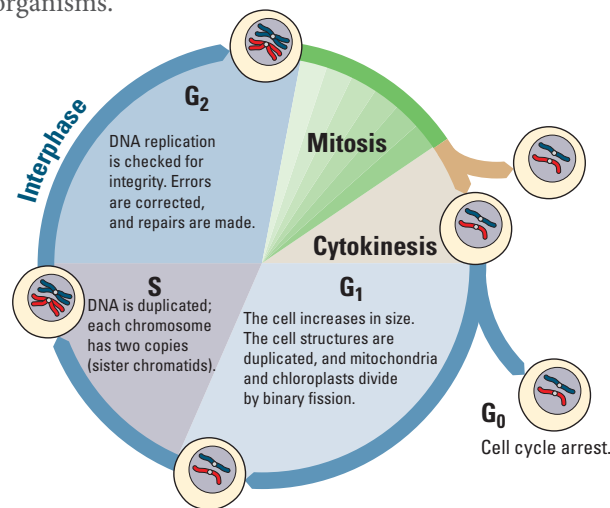 organisms.
G2
DNA replication
is checked for
integrity. Errors
are corrected,
and repairs are made.
Interphase
Mitosis
Cytokinesis
S
DNA is duplicated;
each chromosome
has two copies
(sister chromatids).
G1
The cell increases in size.
The cell structures are
duplicated, and mitochondria
and chloroplasts divide
by binary fission.
G0
Cell cycle arrest.